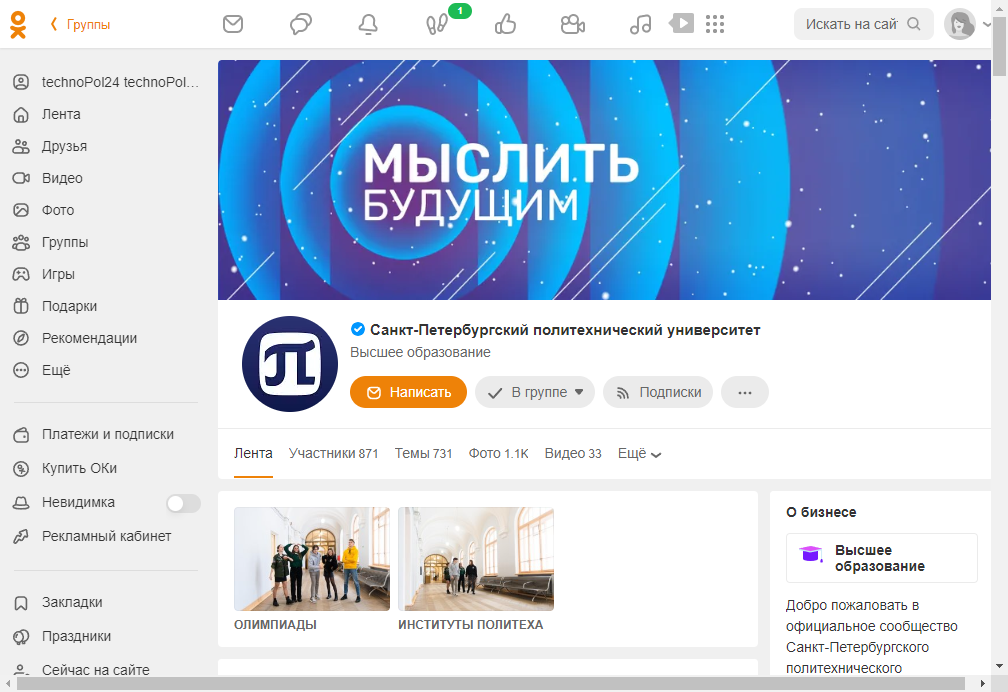 Группы
1
Искать на сай
technoPol24 technoPol…
Лента
Друзья
Видео
Фото
Группы
Игры
Подарки
Рекомендации
Ещё
Платежи и подписки
Купить ОКи
Невидимка
Рекламный кабинет
Закладки
Праздники
Сейчас на сайте
МЫСЛИТЬ
БУДУЩИМ
Санкт-Петербургский политехнический университет
Высшее образование
Написать
В группе
Подписки
...
Лента Участники 871 Темы 731 Фото 1.1K Видео 33 Ещё
ОЛИМПИАДЫ
ИНСТИТУТЫ ПОЛИТЕХА
О бизнесе
Высшее
образование
Добро пожаловать в
официальное сообщество
Санкт-Петербургского
политехнического